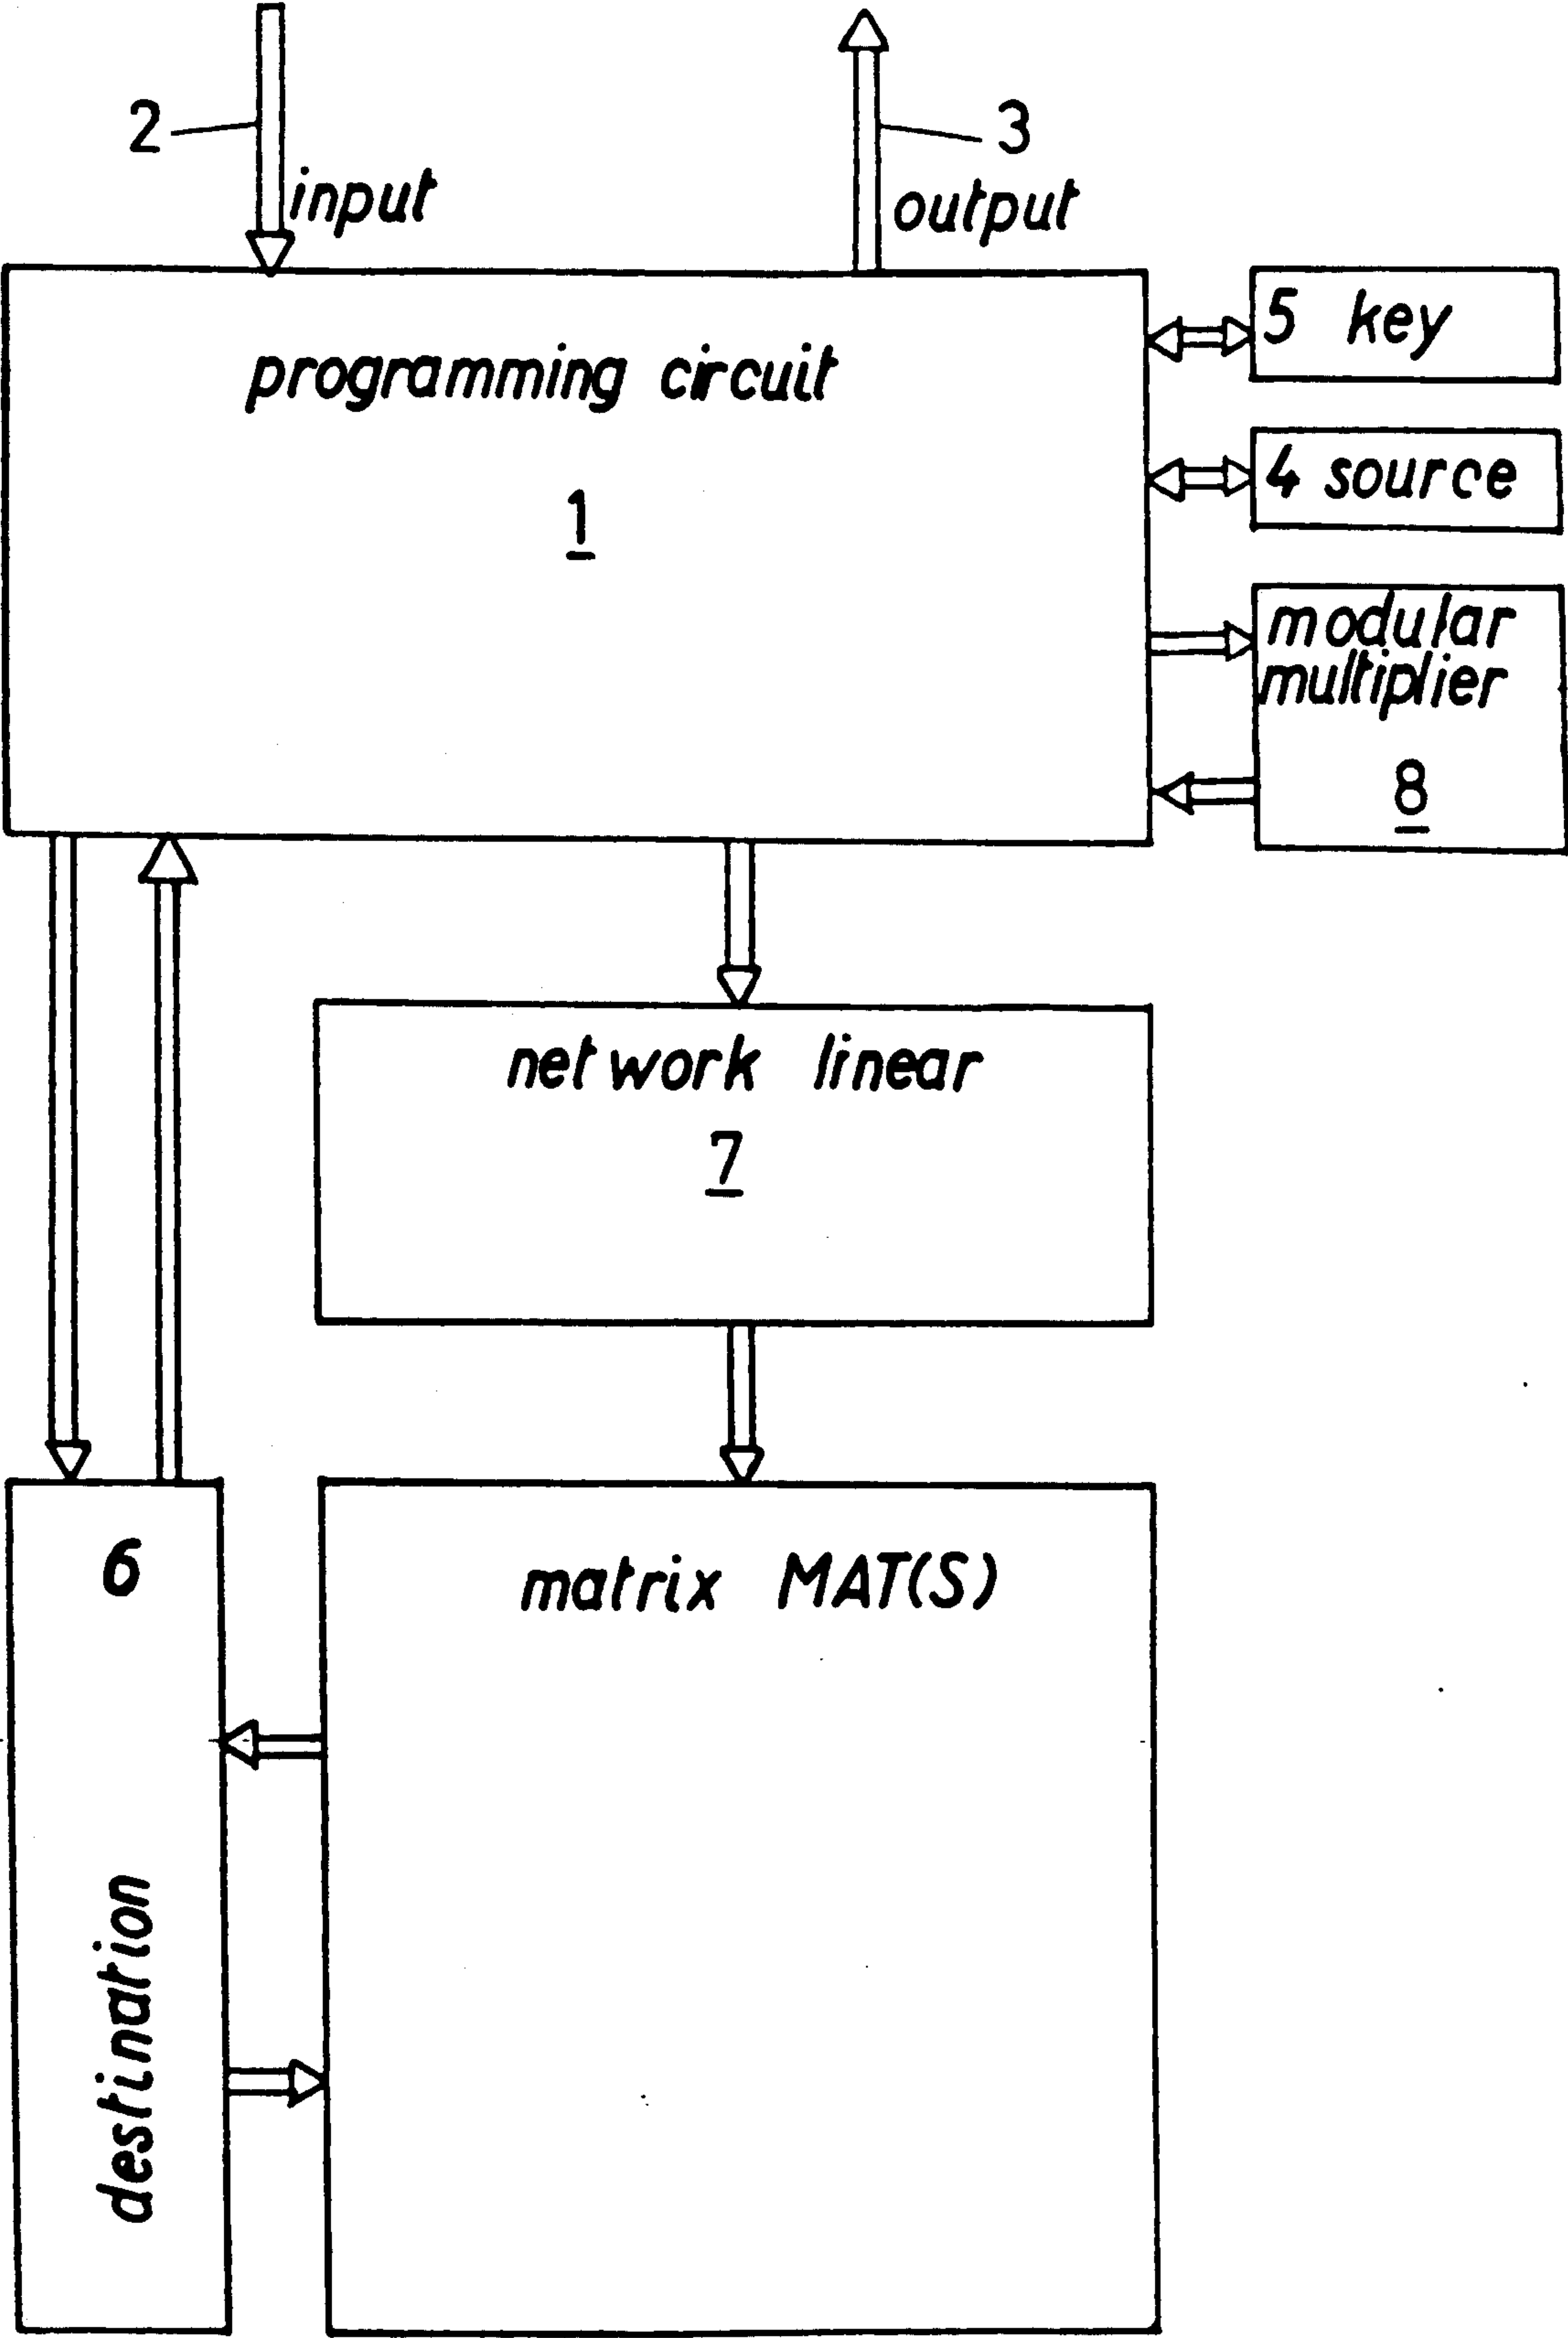 2
input
3
output
programming circuit
1
5 key
4 source
modular
multiplier
8
network linear
7
6
destination
matrix MAT(S)